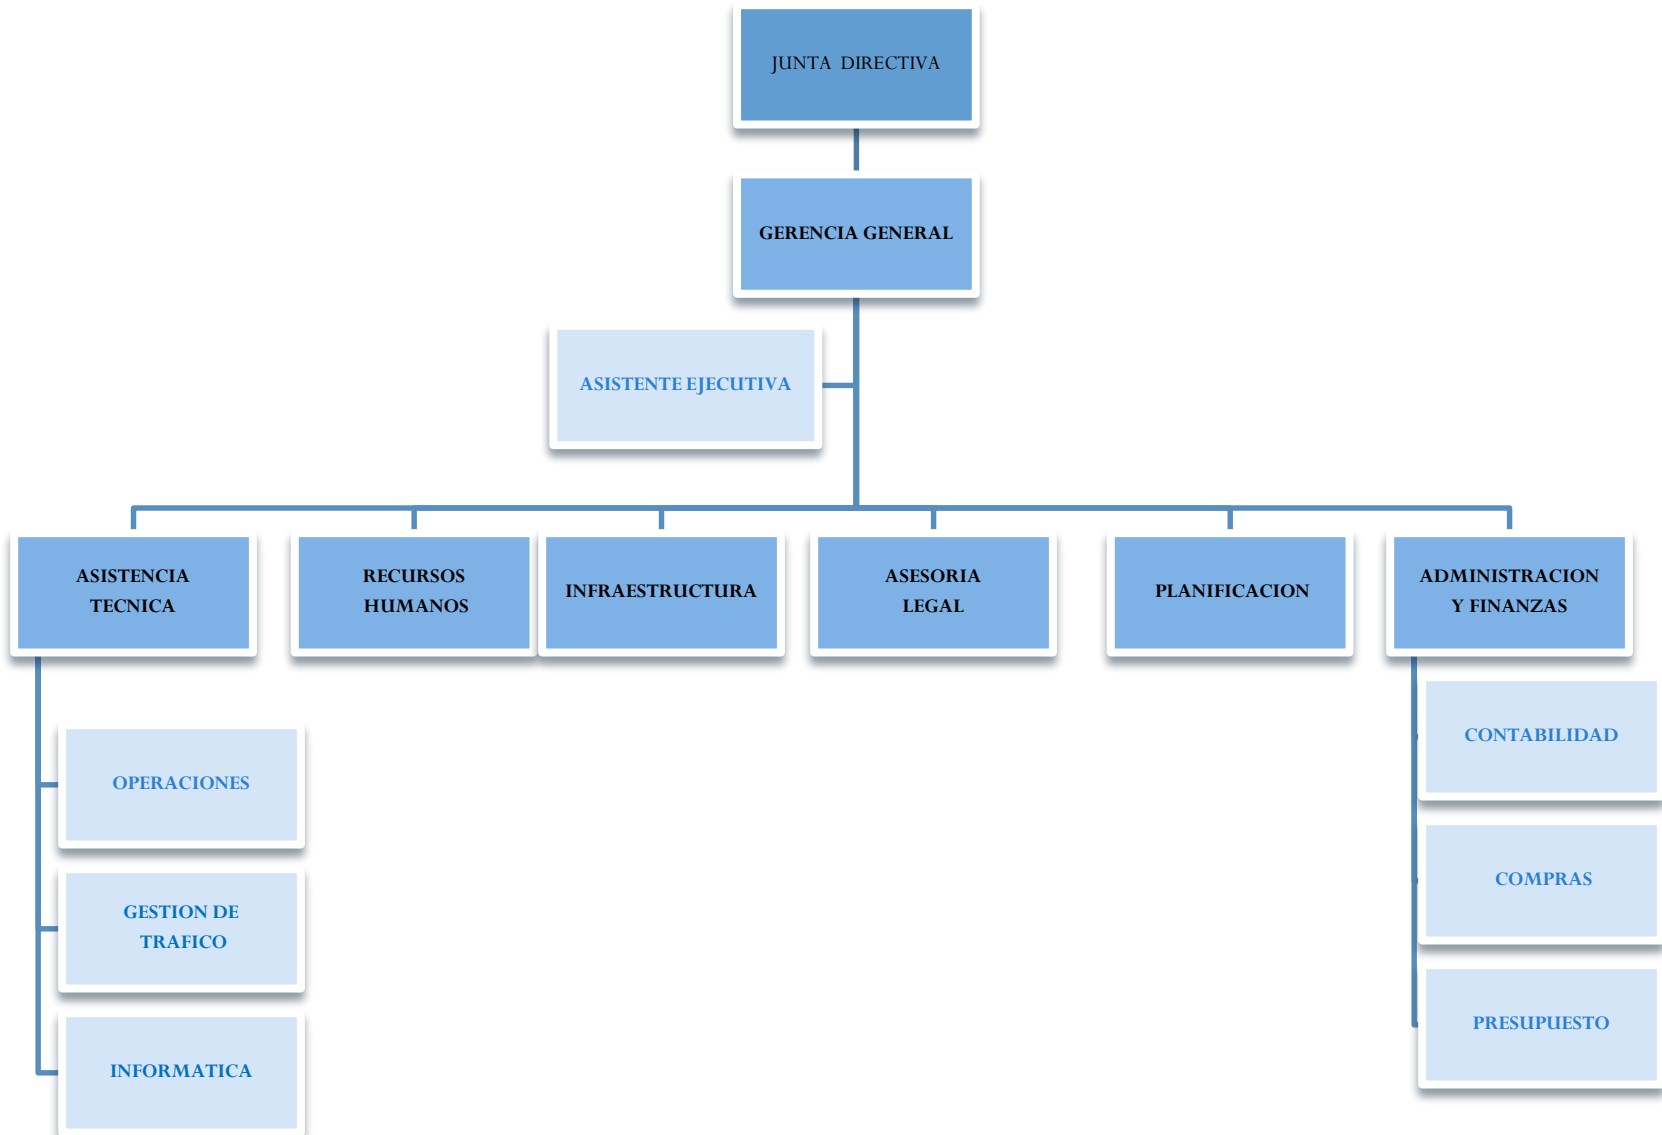 JUNTA DIRECTIVA
GERENCIA GENERAL
ASISTENTE EJECUTIVA
ASISTENCIA
TECNICA
RECURSOS
HUMANOS
INFRAESTRUCTURA
ASESORIA
LEGAL
PLANIFICACION
ADMINISTRACION
Y FINANZAS
OPERACIONES
GESTION DE
TRAFICO
INFORMATICA
CONTABILIDAD
COMPRAS
PRESUPUESTO